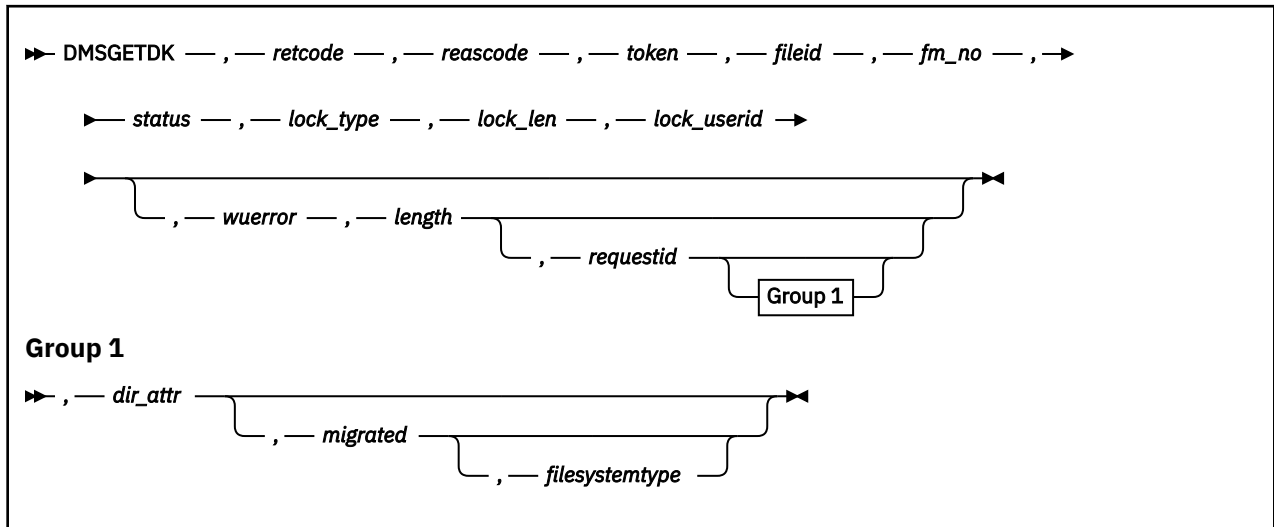 DMSGETDK , retcode , reascode , token , fileid , fm_no ,
status , lock_type , lock_len , lock_userid
, wuerror , length
, requestid
Group 1
Group 1
, dir_attr
, migrated
, filesystemtype